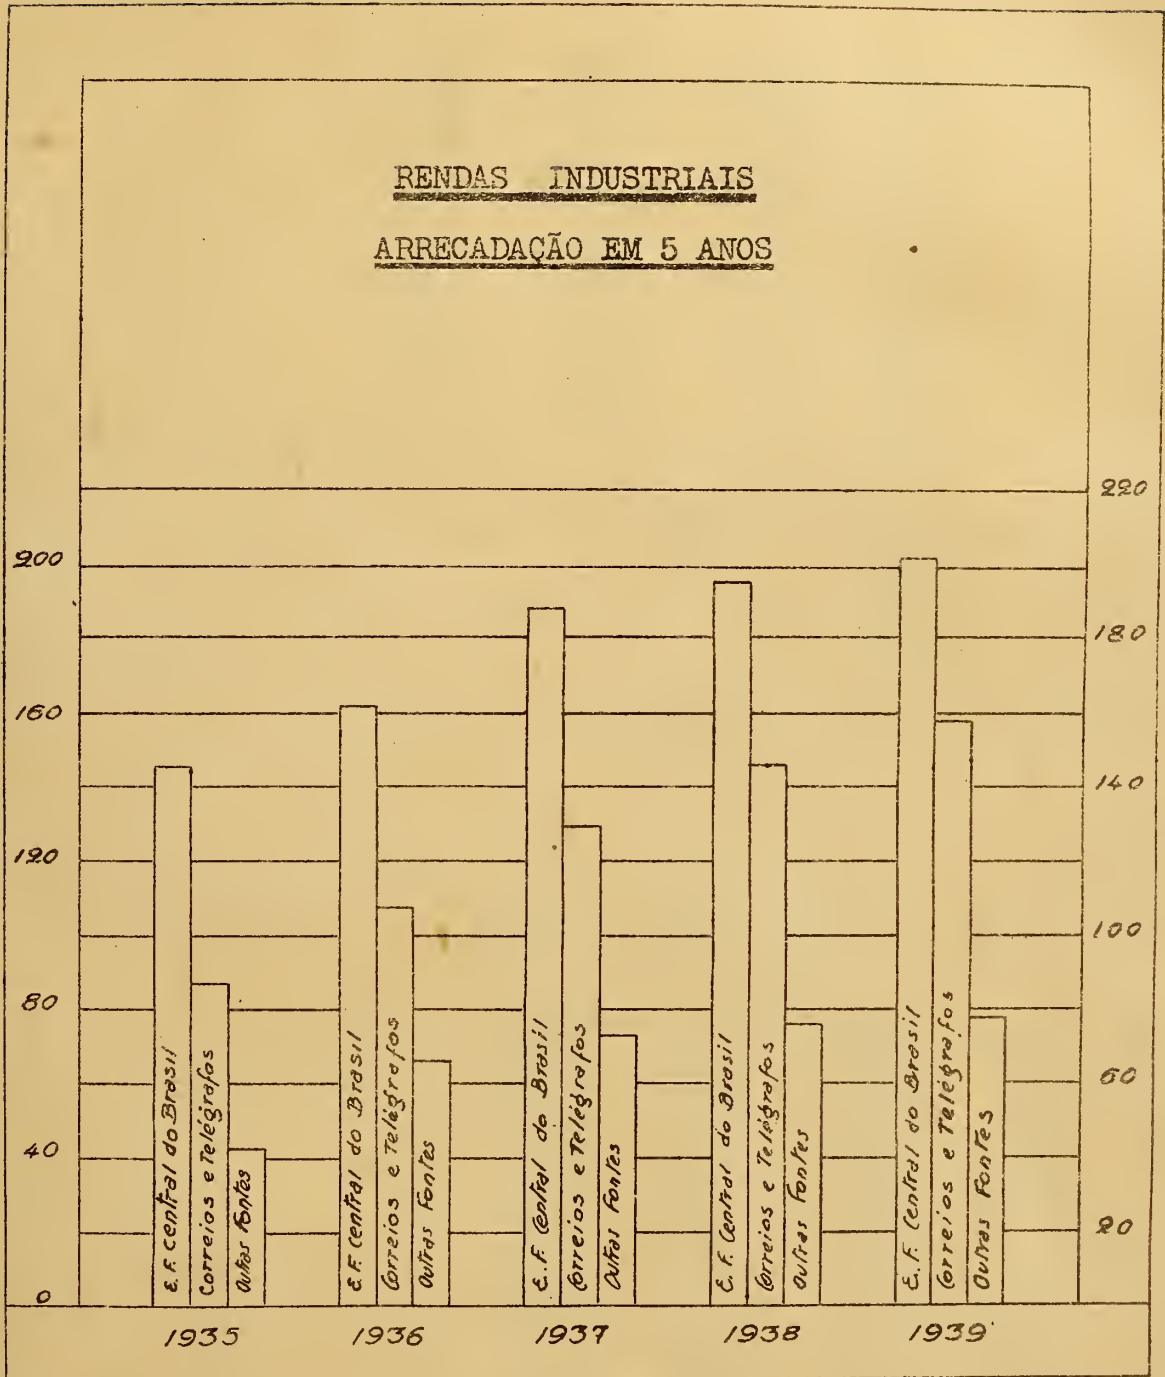 RENDAS INDUSTRIAIS
ARRECADAÇÃO EM 5 ANOS
220
200
180
160
140
120
100
80
60
40
20
0
E. F. Central do Brasil
Correios e Telégrafos
Outras Fontes
E. F. Central do Brasil
Correios e Telégrafos
Outras Fontes
E. F. Central do Brasil
Correios e Telégrafos
Outras Fontes
E. F. Central do Brasil
Correios e Telégrafos
Outras Fontes
E. F. Central do Brasil
Correios e Telégrafos
Outras Fontes
1935 1936 1937 1938 1939